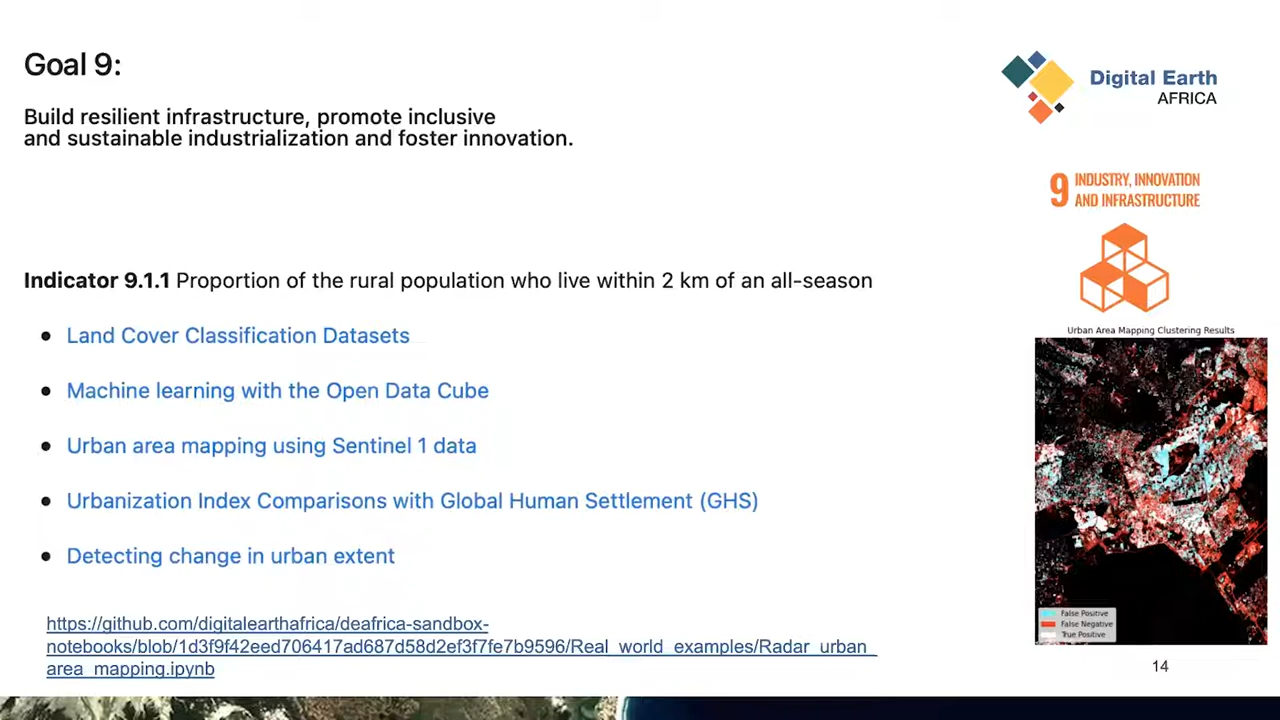 Goal 9:
Build resilient infrastructure, promote inclusive
and sustainable industrialization and foster innovation.
Digital Earth
AFRICA
9 INDUSTRY, INNOVATION
AND INFRASTRUCTURE
Indicator 9.1.1 Proportion of the rural population who live within 2 km of an all-season
• Land Cover Classification Datasets
• Machine learning with the Open Data Cube
• Urban area mapping using Sentinel 1 data
• Urbanization Index Comparisons with Global Human Settlement (GHS)
• Detecting change in urban extent
https://github.com/digitalearthafrica/deafrica-sandbox-
notebooks/blob/1d3f9f42eed706417ad687d58d2ef3f7fe7b9596/Real_world_examples/Radar_urban_
area_mapping.ipynb
Urban Area Mapping Clustering Results
False Positive
False Negative
True Positive
14